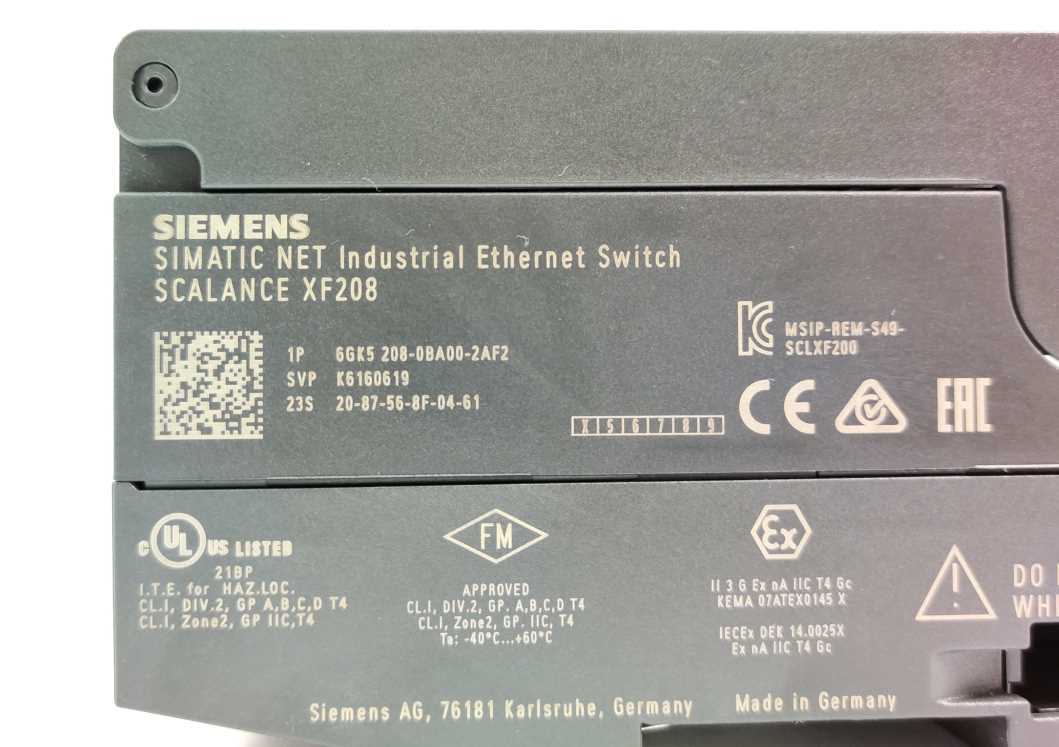 SIEMENS
SIMATIC NET Industrial Ethernet Switch
SCALANCE XF208
1P 6GK5 208-0BA00-2AF2
SVP K6160619
23S 20-87-56-8F-04-61
MSIP-REM-S49-
SCLXF200
X 5 6 7 8 9
CE
EAC
C UL US LISTED
21BP
I.T.E. for HAZ.LOC.
CL.I, DIV.2, GP A,B,C,D T4
CL.I, Zone2, GP IIC,T4
FM
APPROVED
CL.I, DIV.2, GP. A,B,C,D T4
CL.I, Zone2, GP. IIC, T4
Ta: -40°C...+60°C
Ex
II 3 G Ex nA IIC T4 Gc
KEMA 07ATEX0145 X
IECEx DEK 14.0025X
Ex nA IIC T4 Gc
DO
Siemens AG, 76181 Karlsruhe, Germany
Made in Germany